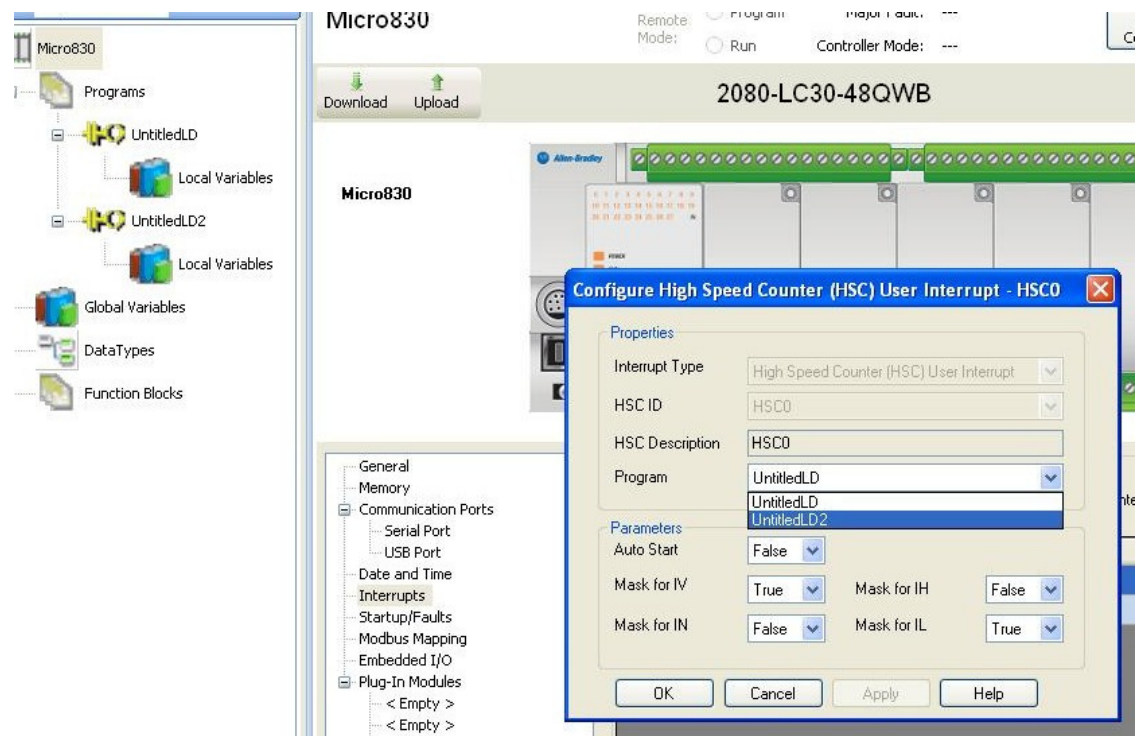 Micro830
Programs
UntitledLD
Local Variables
UntitledLD2
Local Variables
Global Variables
DataTypes
Function Blocks
Micro830
Remote
Mode:
Program
Run
Major Fault: ---
Controller Mode: ---
Download
Upload
2080-LC30-48QWB
Micro830
Allen-Bradley
POWER
General
Memory
Communication Ports
Serial Port
USB Port
Date and Time
Interrupts
Startup/Faults
Modbus Mapping
Embedded I/O
Plug-In Modules
< Empty >
< Empty >
Configure High Speed Counter (HSC) User Interrupt - HSC0
Properties
Interrupt Type
High Speed Counter (HSC) User Interrupt
HSC ID
HSC0
HSC Description
HSC0
Program
UntitledLD
UntitledLD
UntitledLD2
Parameters
Auto Start
False
Mask for IV
True
Mask for IH
False
Mask for IN
False
Mask for IL
True
OK
Cancel
Apply
Help